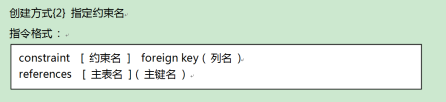 创建方式{2} 指定约束名
指令格式：
constraint [ 约束名 ] foreign key ( 列名 )
references [ 主表名 ] ( 主键名 )